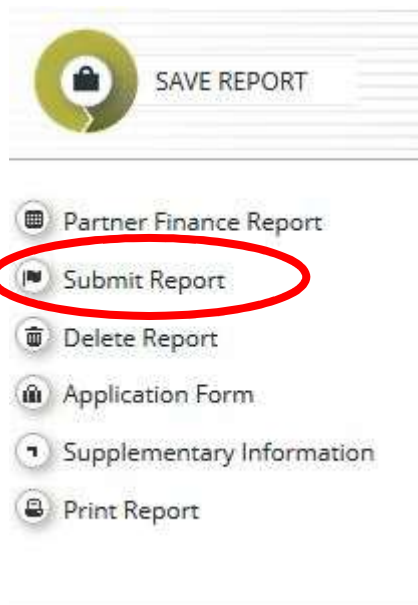 SAVE REPORT
Partner Finance Report
Submit Report
Delete Report
Application Form
Supplementary Information
Print Report